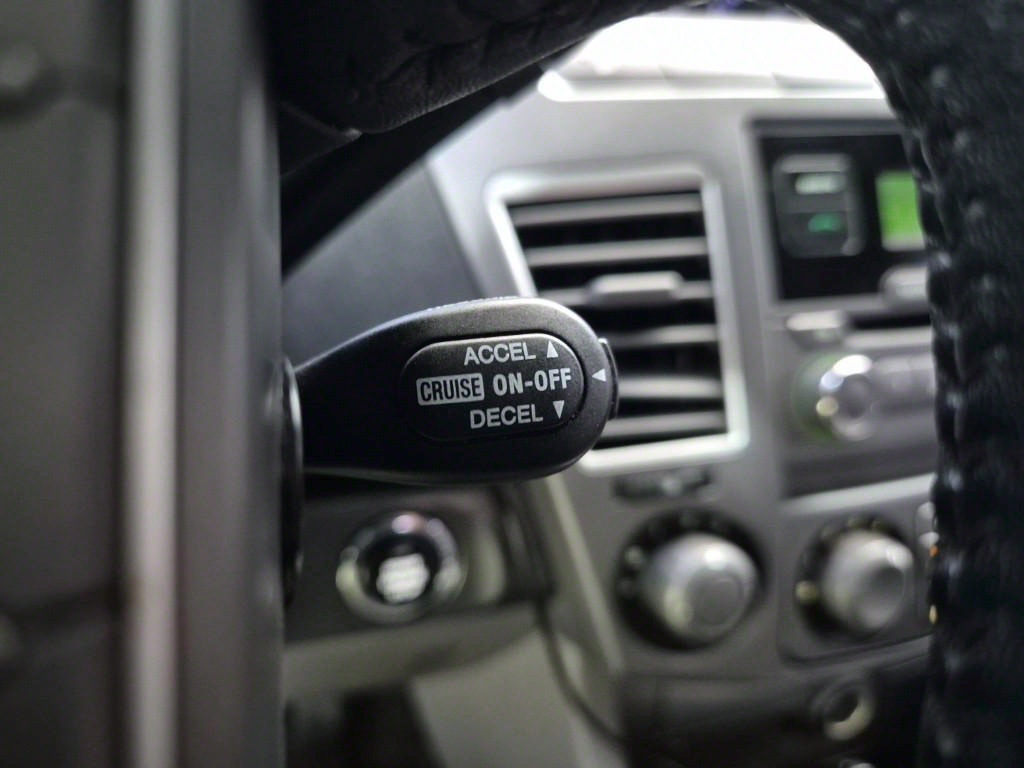 ACCEL ▲
CRUISE ON-OFF ◀
DECEL ▼